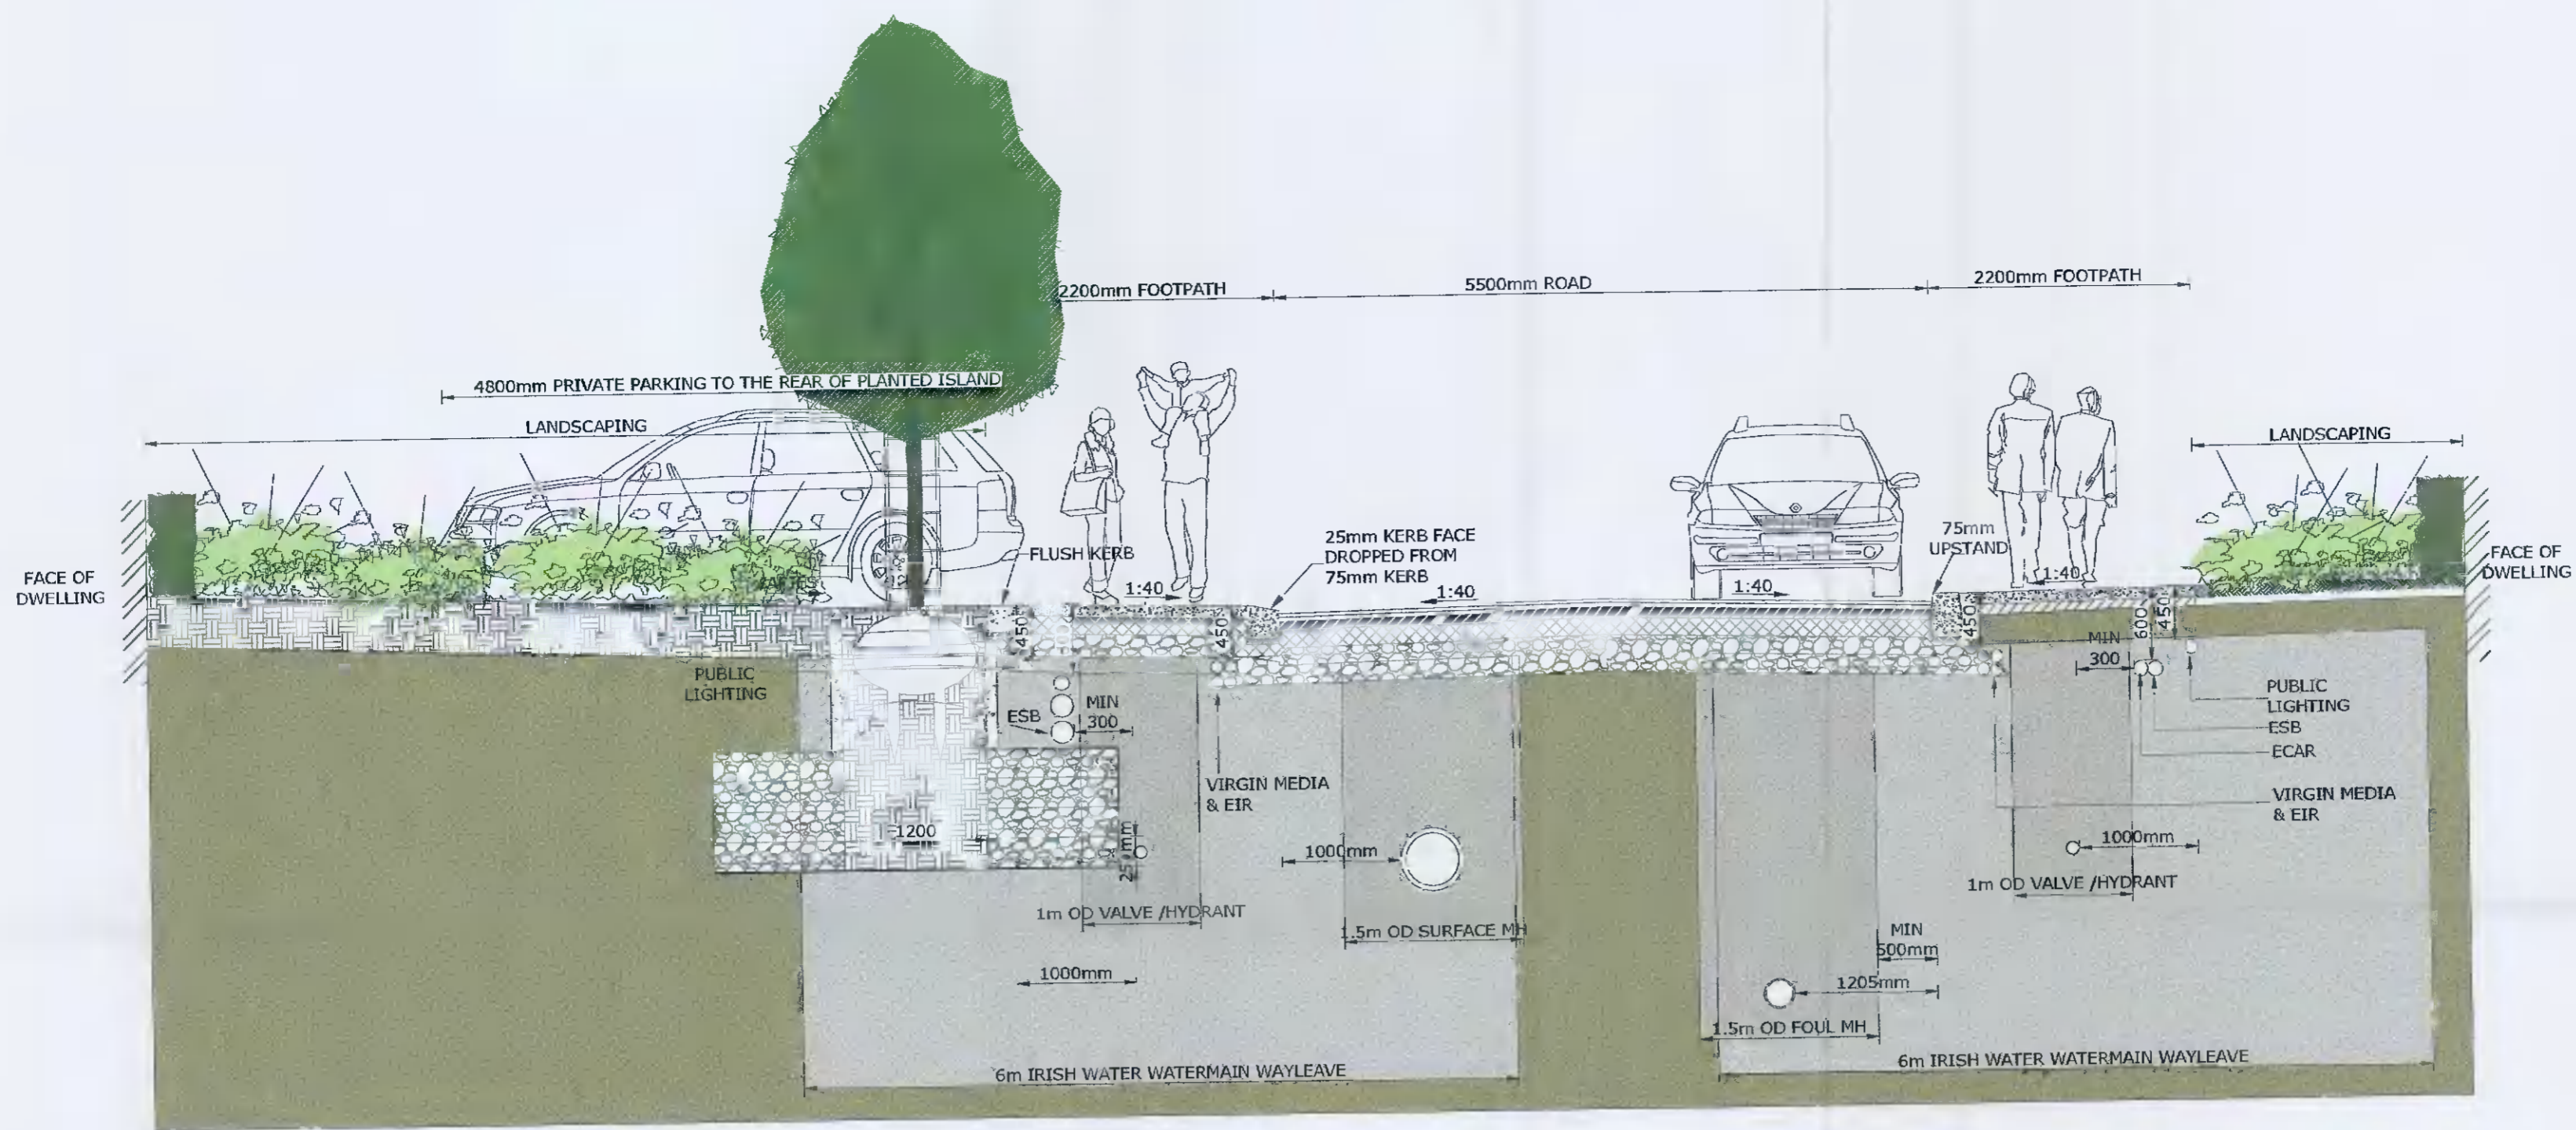 2200mm FOOTPATH
5500mm ROAD
2200mm FOOTPATH
4800mm PRIVATE PARKING TO THE REAR OF PLANTED ISLAND
LANDSCAPING
LANDSCAPING
FACE OF
DWELLING
FLUSH KERB
25mm KERB FACE
DROPPED FROM
75mm KERB
75mm
UPSTAND
FACE OF
DWELLING
1:40
1:40
1:40
1:40
450
450
450
600
450
MIN
300
PUBLIC
LIGHTING
ESB
MIN
300
PUBLIC
LIGHTING
ESB
ECAR
VIRGIN MEDIA
& EIR
VIRGIN MEDIA
& EIR
1200
1000mm
1000mm
1m OD VALVE /HYDRANT
1m OD VALVE /HYDRANT
1.5m OD SURFACE MH
MIN
500mm
1000mm
1205mm
1.5m OD FOUL MH
6m IRISH WATER WATERMAIN WAYLEAVE
6m IRISH WATER WATERMAIN WAYLEAVE